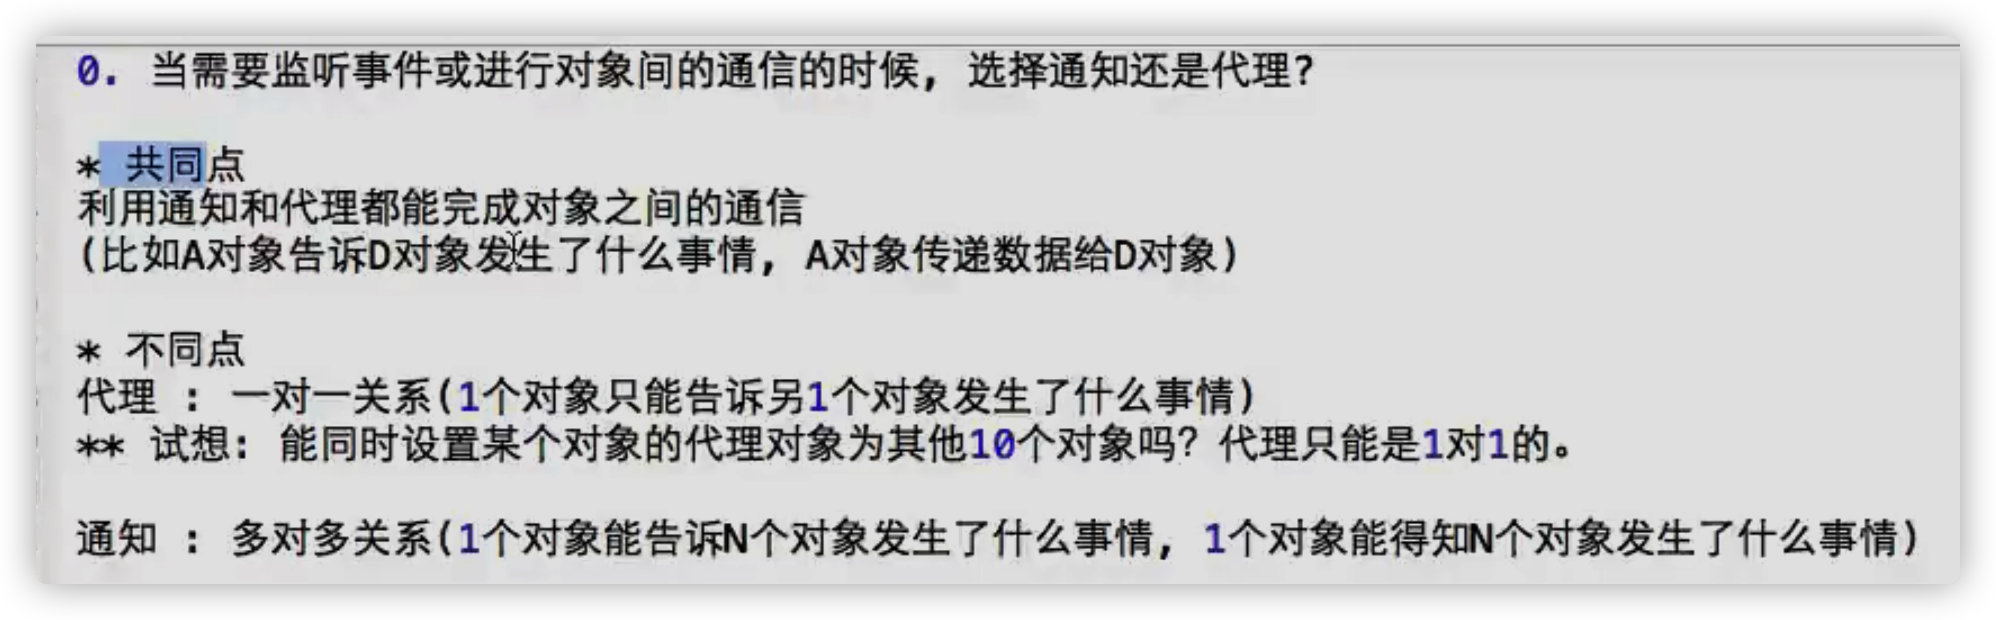 0. 当需要监听事件或进行对象间的通信的时候, 选择通知还是代理?
* 共同点
利用通知和代理都能完成对象之间的通信
(比如A对象告诉D对象发生了什么事情, A对象传递数据给D对象)
* 不同点
代理 : 一对一关系(1个对象只能告诉另1个对象发生了什么事情)
** 试想: 能同时设置某个对象的代理对象为其他10个对象吗? 代理只能是1对1的。
通知 : 多对多关系(1个对象能告诉N个对象发生了什么事情, 1个对象能得知N个对象发生了什么事情)